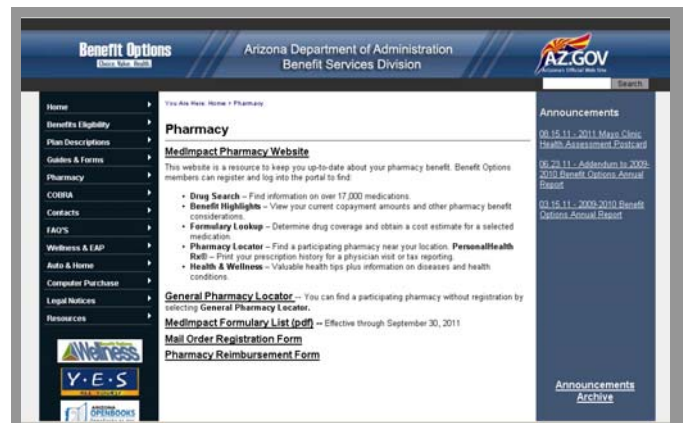 Benefit Options
Choice. Value. Health.
Arizona Department of Administration
Benefit Services Division
AZ.GOV
Arizona's Official Web Site
Search
Home
Benefits Eligibility
Plan Descriptions
Guides & Forms
Pharmacy
COBRA
Contacts
FAQ'S
Wellness & EAP
Auto & Home
Computer Purchase
Legal Notices
Resources
Wellness
Y·E·S
ARIZONA
OPENBOOKS
You Are Here: Home > Pharmacy
Pharmacy
MedImpact Pharmacy Website
This website is a resource to keep you up-to-date about your pharmacy benefit. Benefit Options
members can register and log into the portal to find:
• Drug Search – Find information on over 17,000 medications.
• Benefit Highlights – View your current copayment amounts and other pharmacy benefit
considerations.
• Formulary Lookup – Determine drug coverage and obtain a cost estimate for a selected
medication.
• Pharmacy Locator – Find a participating pharmacy near your location. PersonalHealth
Rx® – Print your prescription history for a physician visit or tax reporting.
• Health & Wellness – Valuable health tips plus information on diseases and health
conditions.
General Pharmacy Locator -- You can find a participating pharmacy without registration by
selecting General Pharmacy Locator.
MedImpact Formulary List (pdf) -- Effective through September 30, 2011
Mail Order Registration Form
Pharmacy Reimbursement Form
Announcements
08.15.11 - 2011 Mayo Clinic
Health Assessment Postcard
06.23.11 - Addendum to 2009-
2010 Benefit Options Annual
Report
03.15.11 - 2009-2010 Benefit
Options Annual Report
Announcements
Archive